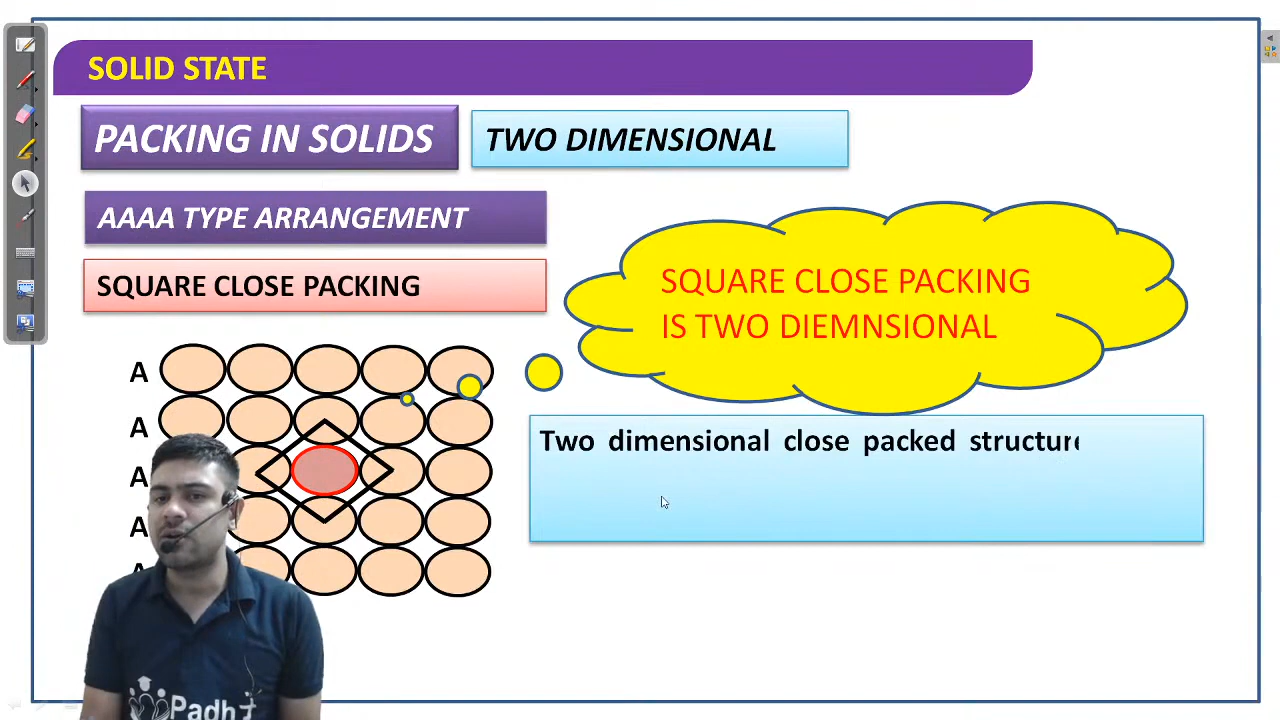 SOLID STATE
PACKING IN SOLIDS
TWO DIMENSIONAL
AAAA TYPE ARRANGEMENT
SQUARE CLOSE PACKING
SQUARE CLOSE PACKING
IS TWO DIEMNSIONAL
A
A
A
A
Two dimensional close packed structure
Padh